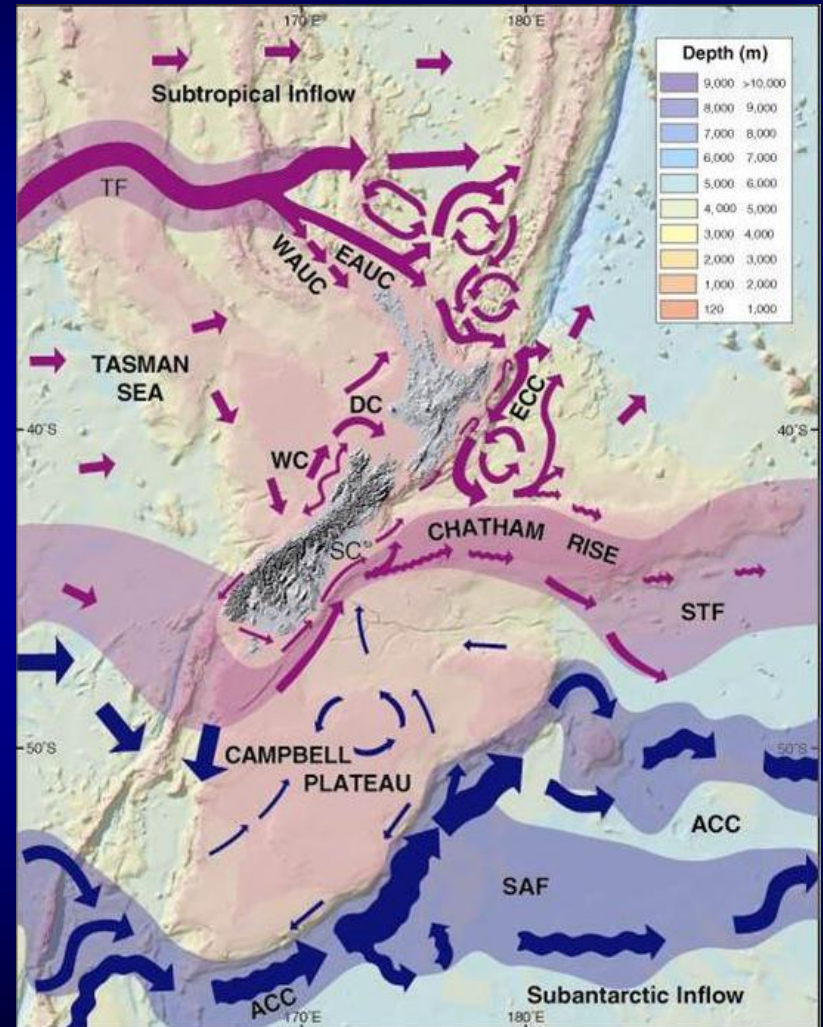 170°E 180°E
Depth (m)
9,000 >10,000
8,000 9,000
7,000 8,000
6,000 7,000
5,000 6,000
4,000 5,000
3,000 4,000
2,000 3,000
1,000 2,000
120 1,000
Subtropical Inflow
TF
WAUC
EAUC
TASMAN
SEA
DC
ECC
40°S 40°S
WC
SC
CHATHAM RISE
STF
50°S 50°S
CAMPBELL
PLATEAU
ACC
SAF
ACC
Subantarctic Inflow
170°E 180°E